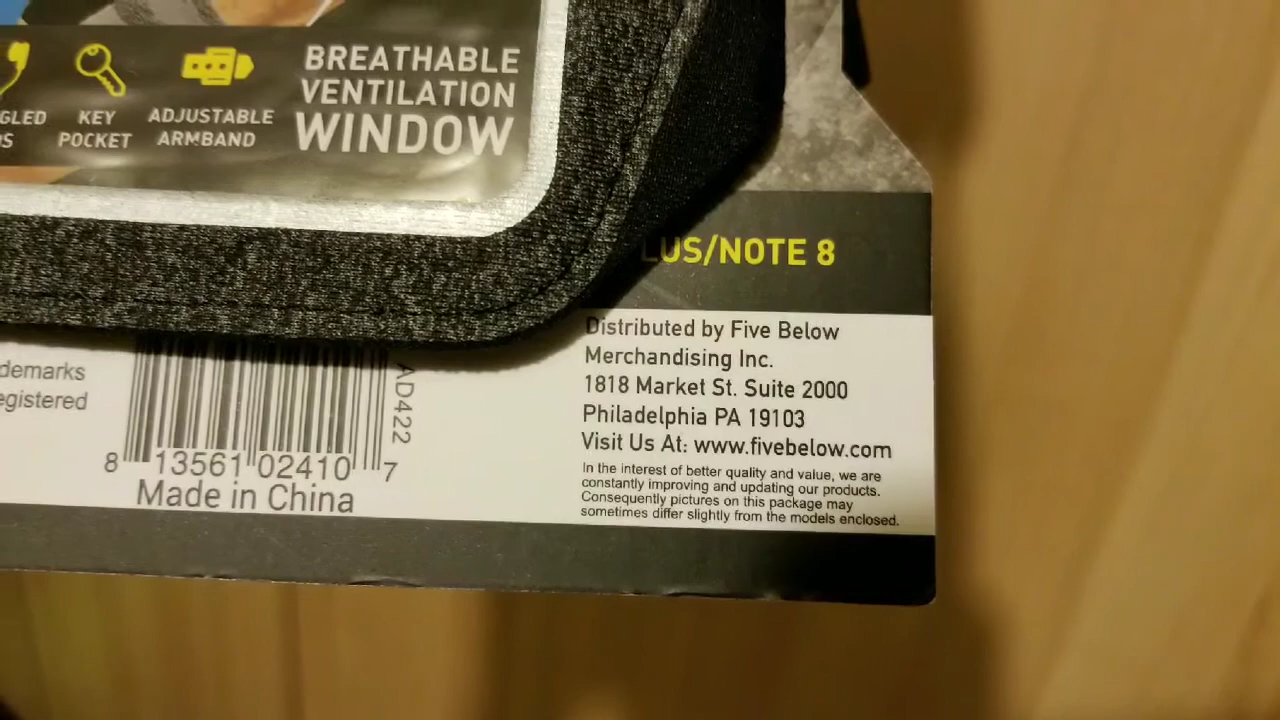 KEY
POCKET
ADJUSTABLE
ARMBAND
BREATHABLE
VENTILATION
WINDOW
LUS/NOTE 8
demarks
egistered
AD422
8 13561 02410 7
Made in China
Distributed by Five Below
Merchandising Inc.
1818 Market St. Suite 2000
Philadelphia PA 19103
Visit Us At: www.fivebelow.com
In the interest of better quality and value, we are
constantly improving and updating our products.
Consequently pictures on this package may
sometimes differ slightly from the models enclosed.